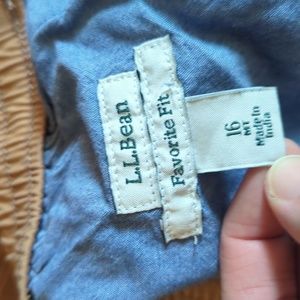 L.L.Bean
Favorite Fit
16
MT
Made In
India